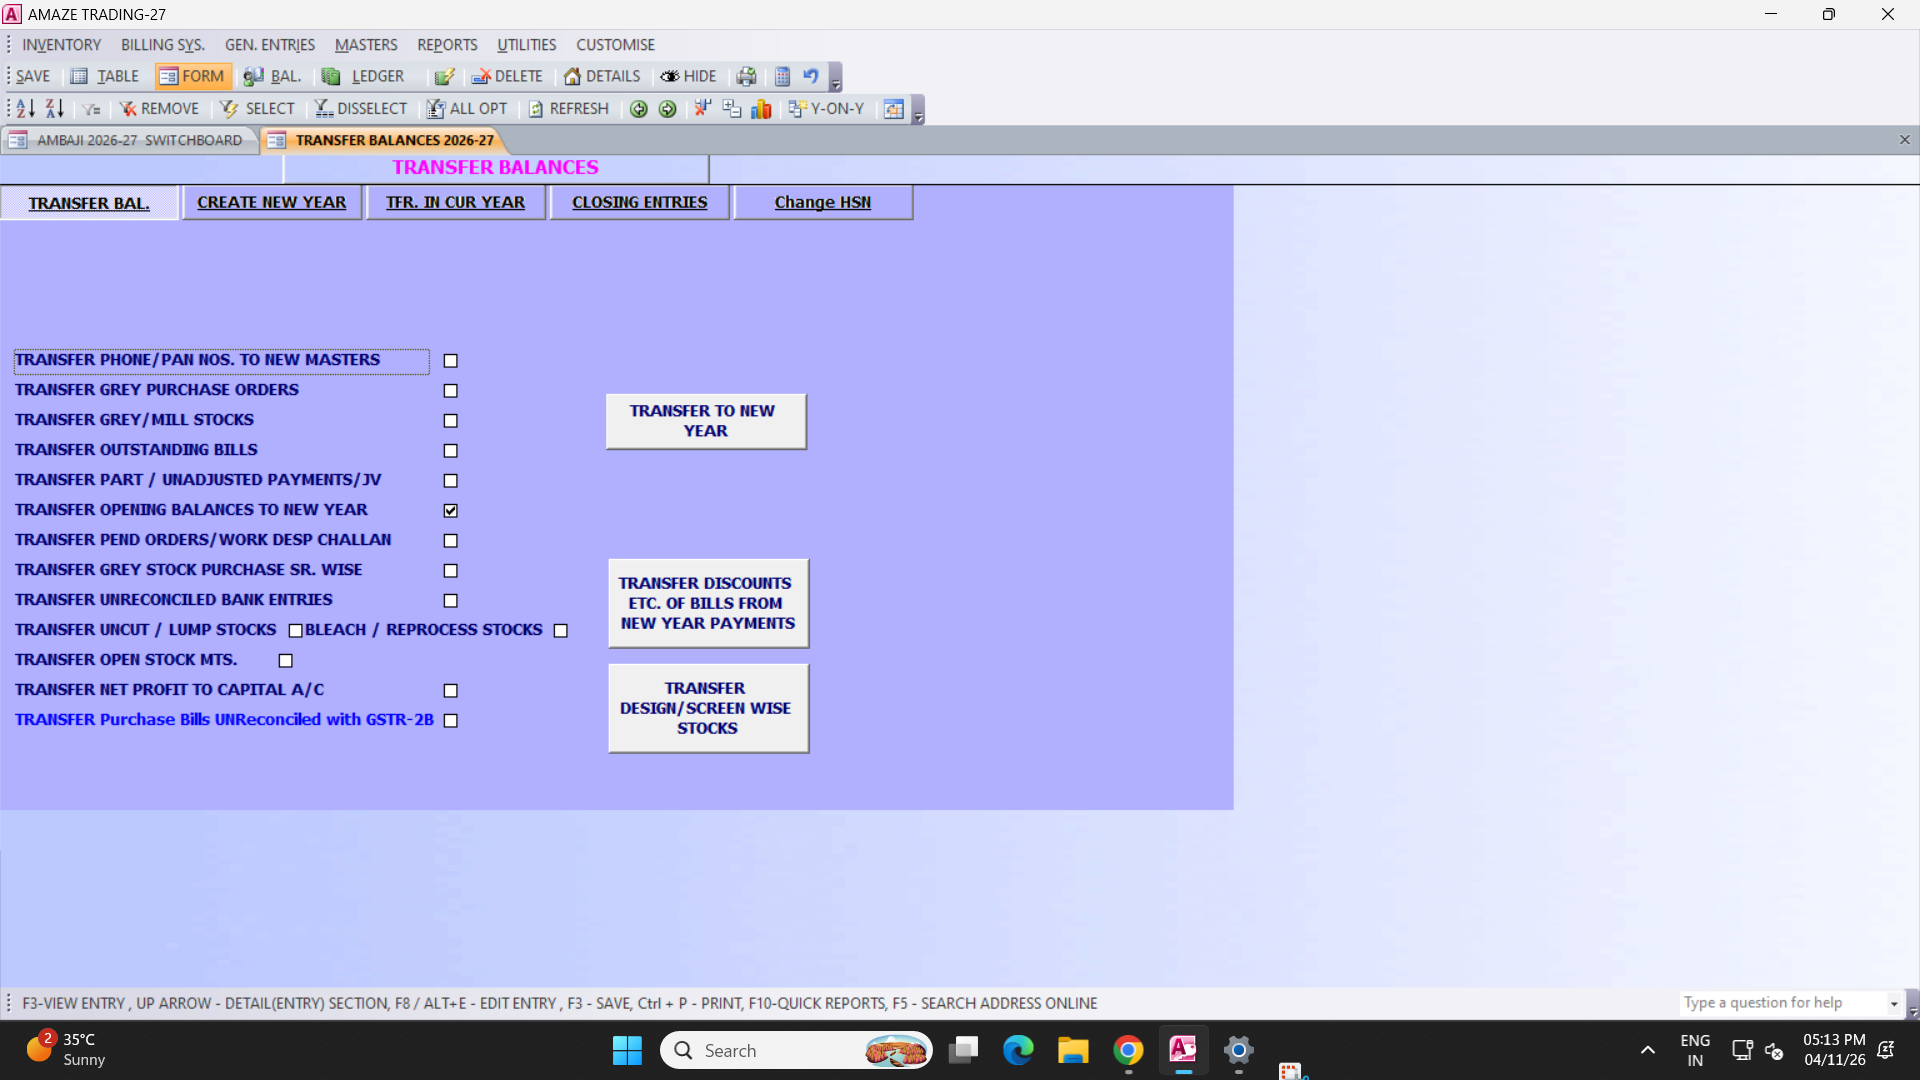 AMAZE TRADING-27
INVENTORY BILLING SYS. GEN. ENTRIES MASTERS REPORTS UTILITIES CUSTOMISE
SAVE TABLE FORM BAL. LEDGER DELETE DETAILS HIDE
REMOVE SELECT DISSELECT ALL OPT REFRESH Y-ON-Y
AMBAJI 2026-27 SWITCHBOARD TRANSFER BALANCES 2026-27
TRANSFER BALANCES
TRANSFER BAL. CREATE NEW YEAR TFR. IN CUR YEAR CLOSING ENTRIES Change HSN
TRANSFER PHONE/PAN NOS. TO NEW MASTERS
TRANSFER GREY PURCHASE ORDERS
TRANSFER GREY/MILL STOCKS
TRANSFER OUTSTANDING BILLS
TRANSFER PART / UNADJUSTED PAYMENTS/JV
TRANSFER OPENING BALANCES TO NEW YEAR
TRANSFER PEND ORDERS/WORK DESP CHALLAN
TRANSFER GREY STOCK PURCHASE SR. WISE
TRANSFER UNRECONCILED BANK ENTRIES
TRANSFER UNCUT / LUMP STOCKS BLEACH / REPROCESS STOCKS
TRANSFER OPEN STOCK MTS.
TRANSFER NET PROFIT TO CAPITAL A/C
TRANSFER Purchase Bills UNReconciled with GSTR-2B
TRANSFER TO NEW
YEAR
TRANSFER DISCOUNTS
ETC. OF BILLS FROM
NEW YEAR PAYMENTS
TRANSFER
DESIGN/SCREEN WISE
STOCKS
F3-VIEW ENTRY , UP ARROW - DETAIL(ENTRY) SECTION, F8 / ALT+E - EDIT ENTRY , F3 - SAVE, Ctrl + P - PRINT, F10-QUICK REPORTS, F5 - SEARCH ADDRESS ONLINE
Type a question for help
2
35°C
Sunny
Search
ENG
IN
05:13 PM
04/11/26